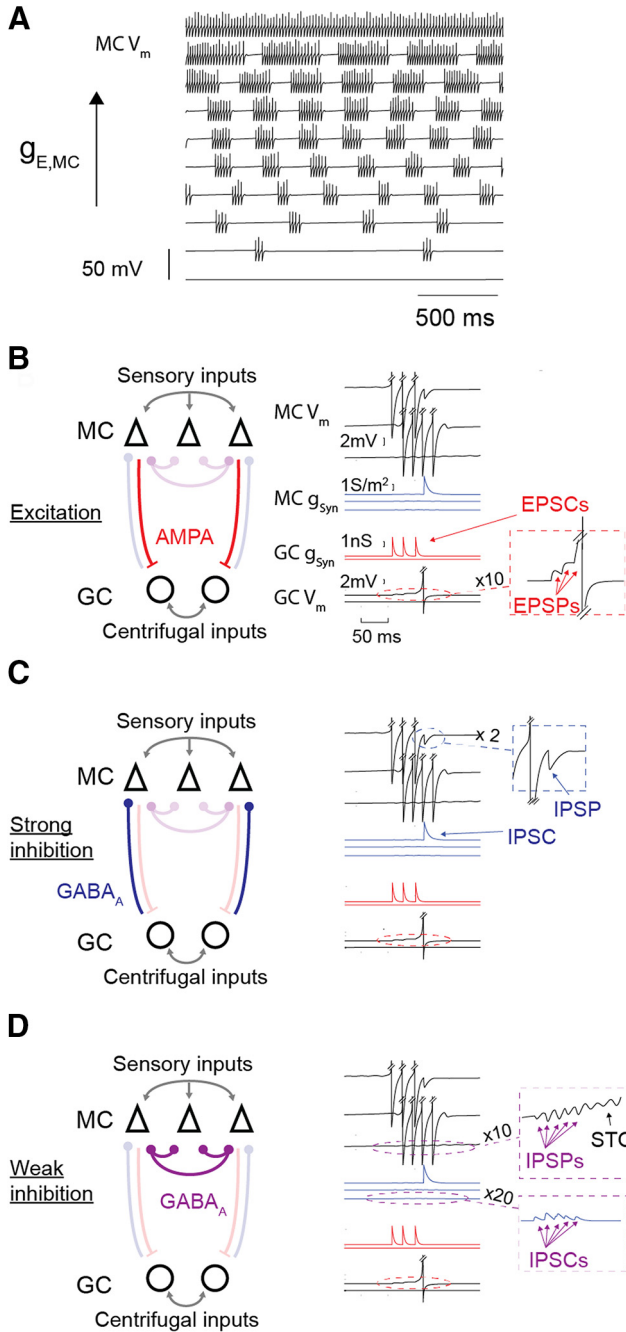 A
MC Vm
gE,MC
50 mV
500 ms
B
Sensory inputs
MC
Excitation
AMPA
GC
Centrifugal inputs
MC Vm
2mV
1S/m²
MC gSyn
1nS
GC gSyn
2mV
GC Vm
50 ms
EPSCs
x10
EPSPs
C
Sensory inputs
MC
Strong
inhibition
GABAA
GC
Centrifugal inputs
x 2
IPSP
IPSC
D
Sensory inputs
MC
Weak
inhibition
GABAA
GC
Centrifugal inputs
x10
IPSPs
STO
x20
IPSCs